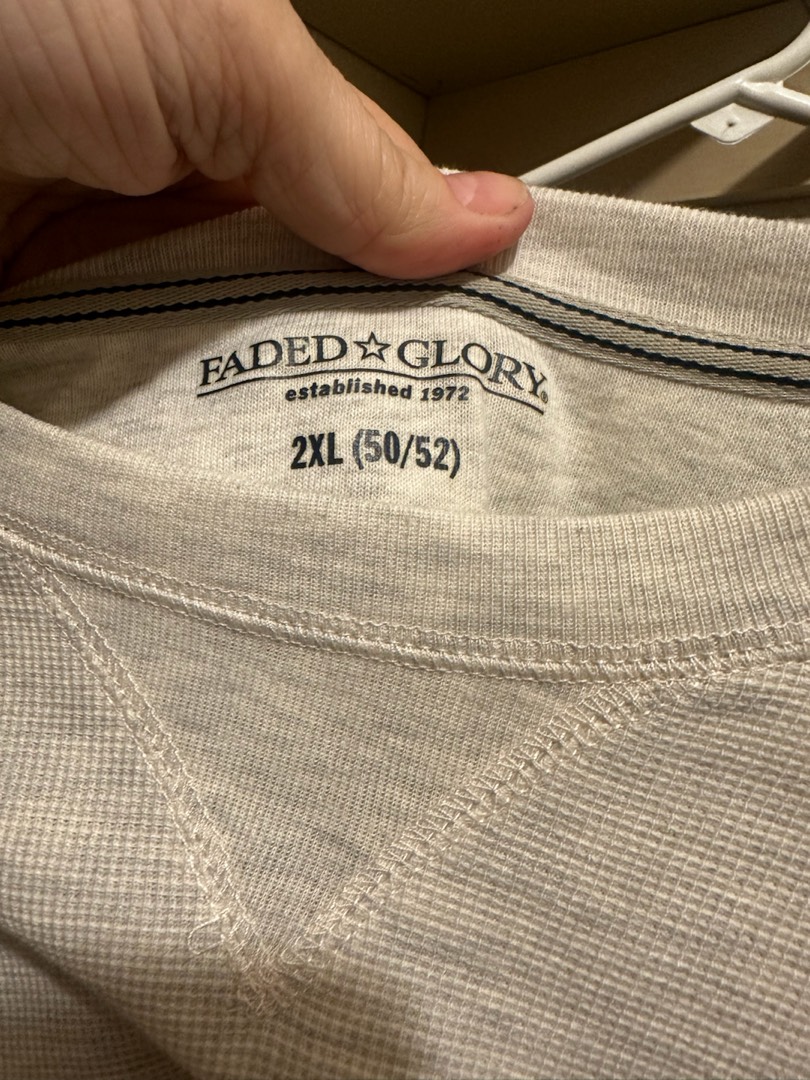 FADED☆GLORY®
established 1972
2XL (50/52)